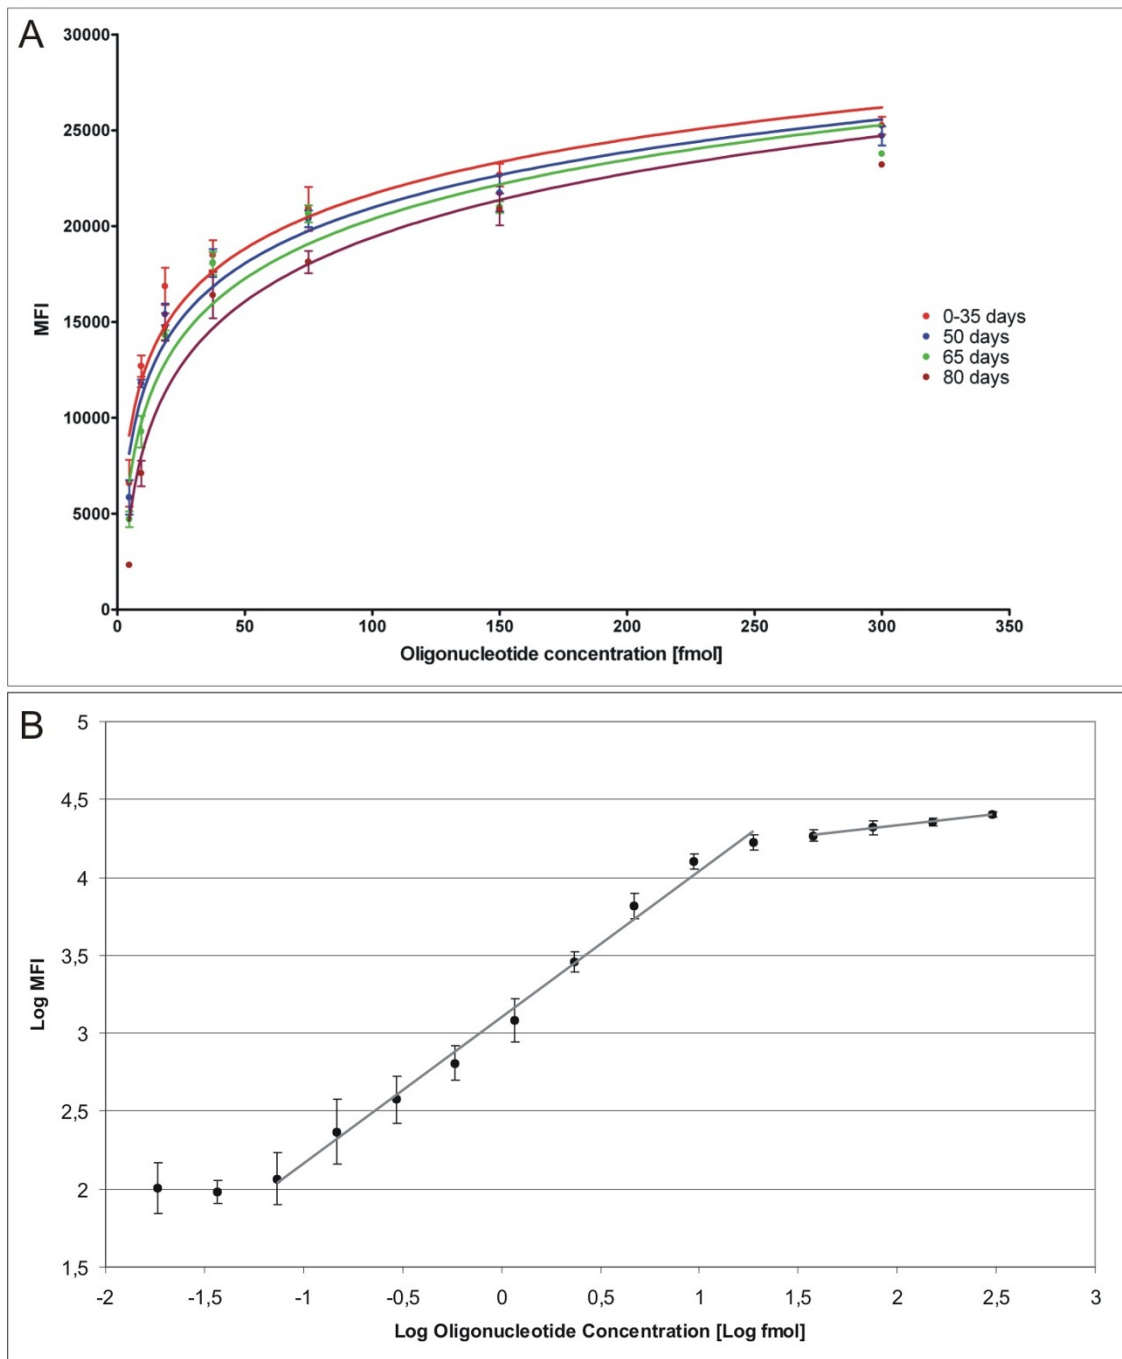 A
30000
25000
20000
15000
10000
5000
0
MFI
0 50 100 150 200 250 300 350
Oligonucleotide concentration [fmol]
0-35 days
50 days
65 days
80 days
B
5
4,5
4
3,5
3
2,5
2
1,5
Log MFI
-2 -1,5 -1 -0,5 0 0,5 1 1,5 2 2,5 3
Log Oligonucleotide Concentration [Log fmol]